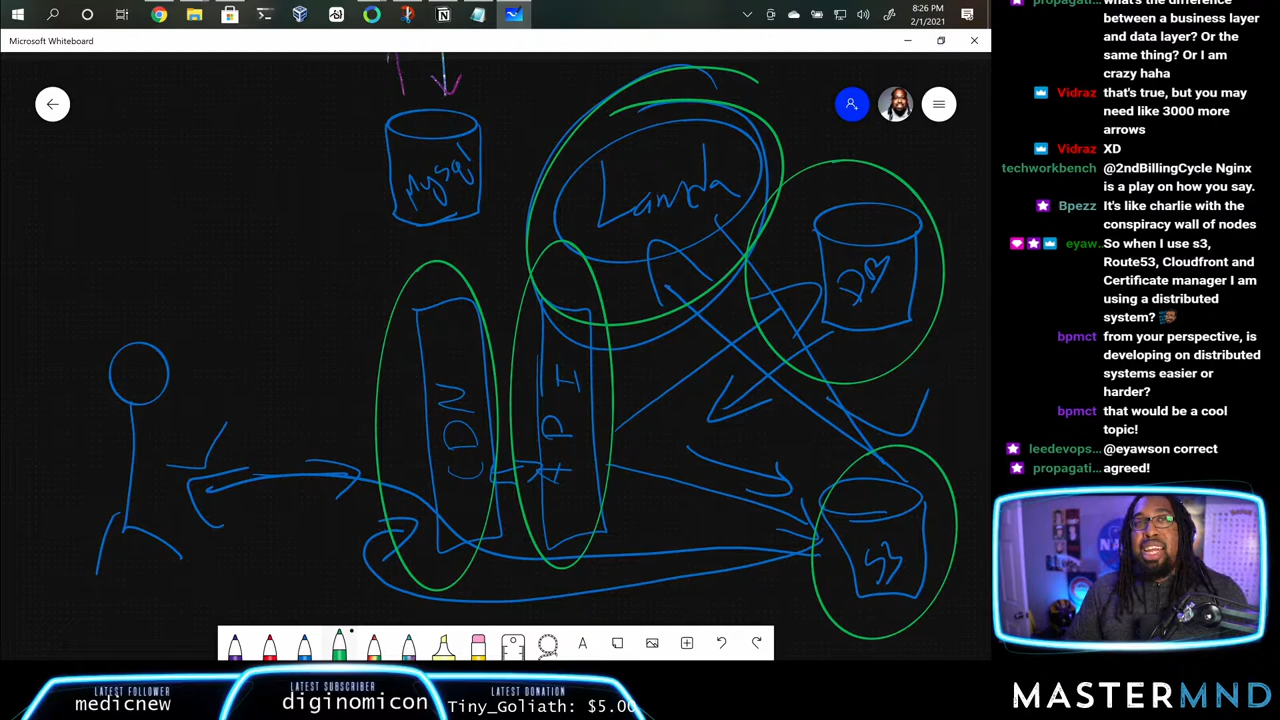 8:26 PM
2/1/2021
Microsoft Whiteboard
Mysql
Lambda
DB
CDN
API
S3
A
propagati...
what's the difference
between a business layer
and data layer? Or the
same thing? Or I am
crazy haha
Vidraz that's true, but you may
need like 3000 more
arrows
Vidraz XD
techworkbench @2ndBillingCycle Nginx
is a play on how you say.
Bpezz It's like charlie with the
conspiracy wall of nodes
eyaw... So when I use s3,
Route53, Cloudfront and
Certificate manager I am
using a distributed
system?
bpmct from your perspective, is
developing on distributed
systems easier or
harder?
bpmct that would be a cool
topic!
leedevops... @eyawson correct
propagati... agreed!
LATEST FOLLOWER
medicnew
LATEST SUBSCRIBER
diginomicon
LATEST DONATION
Tiny_Goliath: $5.00
MASTERMND